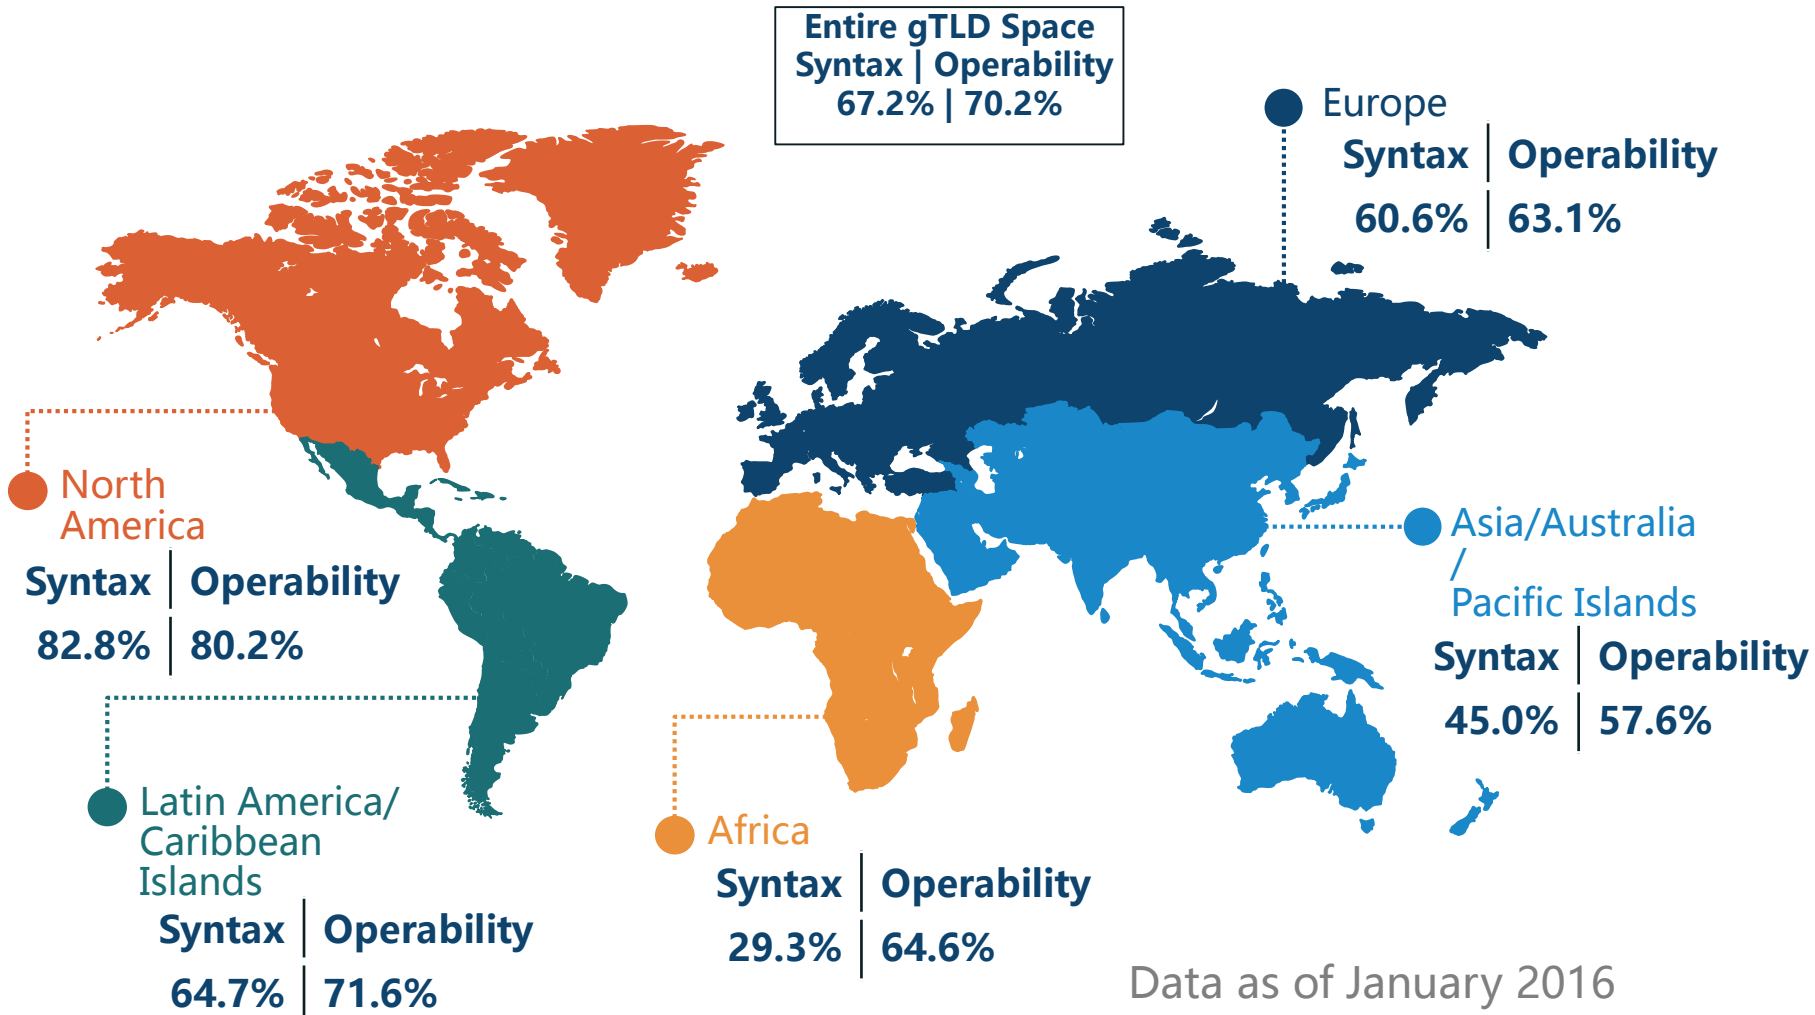 Entire gTLD Space
Syntax | Operability
67.2% | 70.2%
Europe
Syntax | Operability
60.6% | 63.1%
North
America
Syntax | Operability
82.8% | 80.2%
Asia/Australia
/
Pacific Islands
Syntax | Operability
45.0% | 57.6%
Latin America/
Caribbean
Islands
Syntax | Operability
64.7% | 71.6%
Africa
Syntax | Operability
29.3% | 64.6%
Data as of January 2016